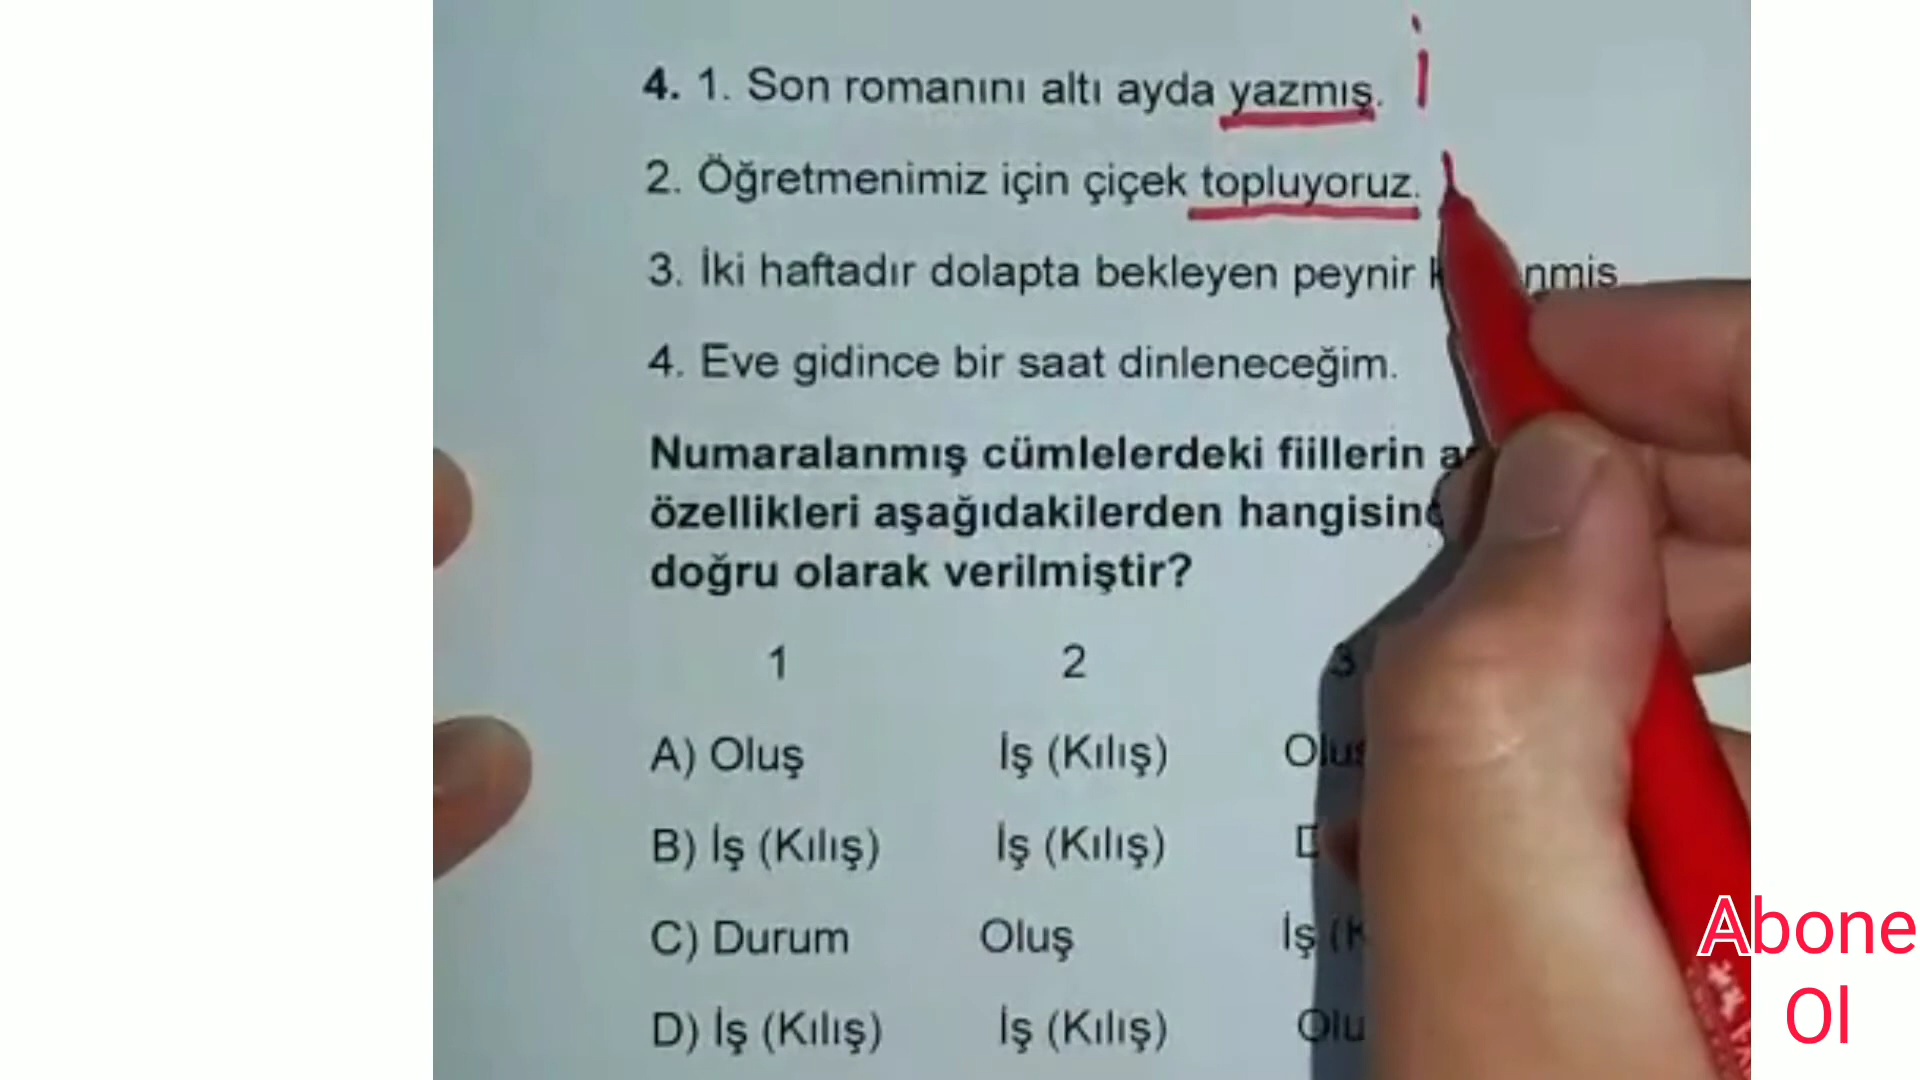 4. 1. Son romanını altı ayda yazmış. i
2. Öğretmenimiz için çiçek topluyoruz.
3. İki haftadır dolapta bekleyen peynir
4. Eve gidince bir saat dinleneceğim.
Numaralanmış cümlelerdeki fiillerin
özellikleri aşağıdakilerden
doğru olarak verilmiştir?
1 2 3
A) Oluş İş (Kılış) Oluş
B) İş (Kılış) İş (Kılış)
C) Durum Oluş İş
D) İş (Kılış) İş (Kılış)
Abone
Ol